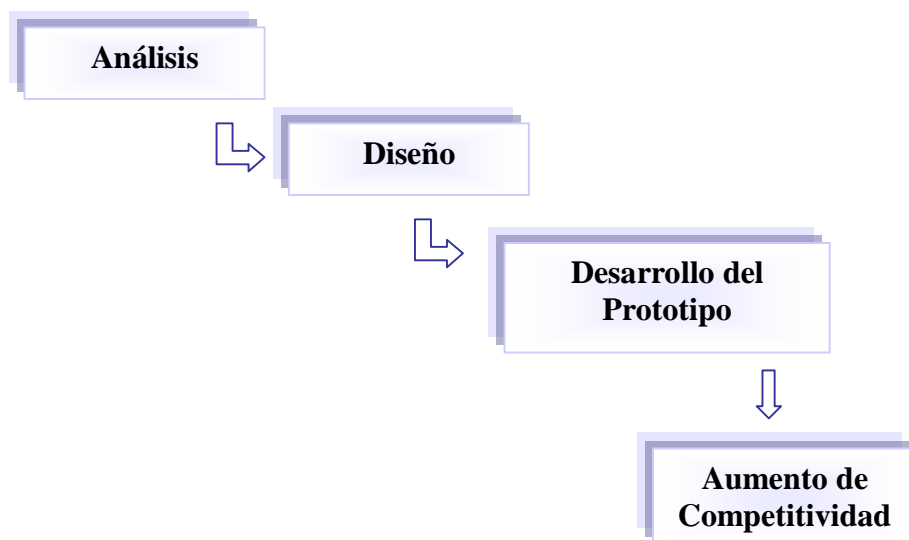 Análisis
Diseño
Desarrollo del
Prototipo
Aumento de
Competitividad